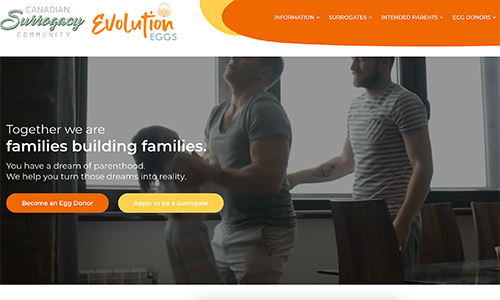 CANADIAN
Surrogacy
COMMUNITY
Evolution
EGGS
INFORMATION
SURROGATES
INTENDED PARENTS
ECG DONORS
Together we are
families building families.
You have a dream of parenthood.
We help you turn those dreams into reality.
Become an Egg Donor
Apply to be a Surrogate